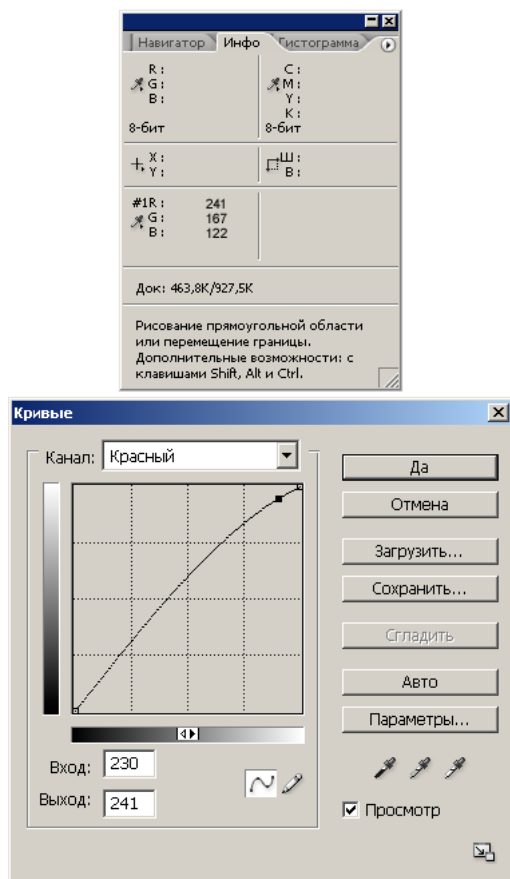 Навигатор Инфо Гистограмма
R: C:
G: M:
B: Y:
K:
8-бит 8-бит
X: Ш:
Y: В:
#1R: 241
G: 167
B: 122
Док: 463,8K/927,5K
Рисование прямоугольной области
или перемещение границы.
Дополнительные возможности: с
клавишами Shift, Alt и Ctrl.
Кривые
Канал: Красный
Да
Отмена
Загрузить...
Сохранить...
Сгладить
Авто
Параметры...
Вход: 230
Выход: 241
Просмотр